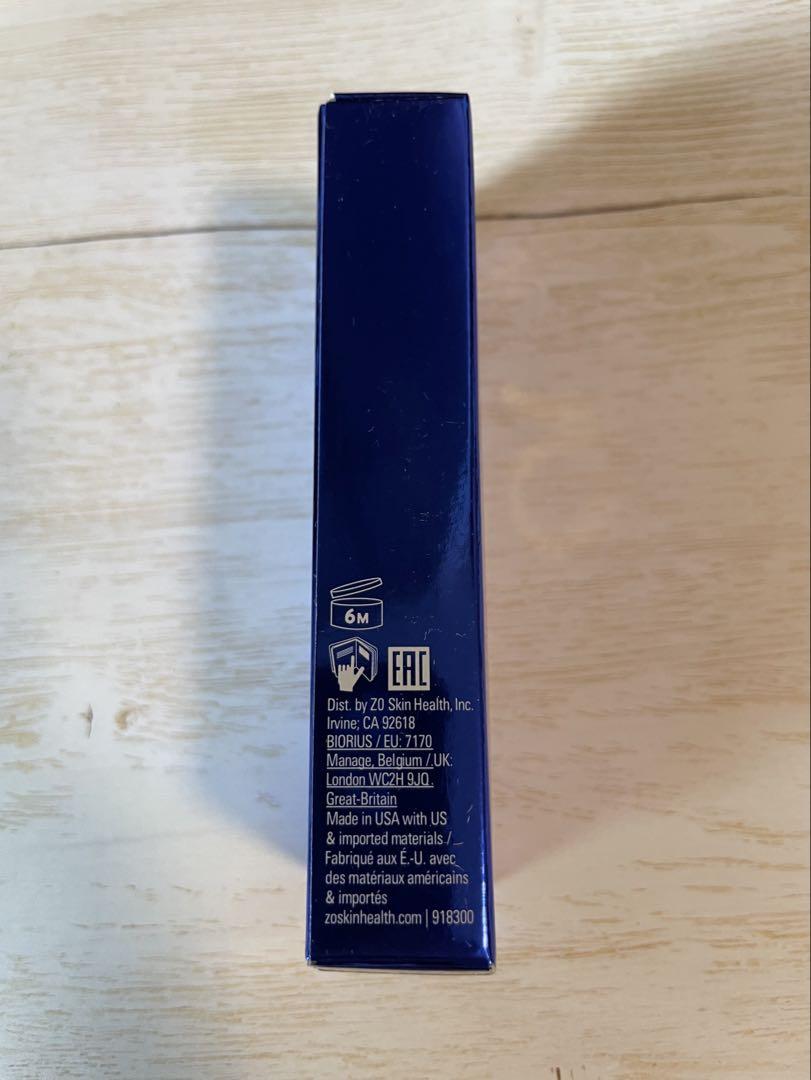 6M
EAC
Dist. by ZO Skin Health, Inc.
Irvine; CA 92618
BIORIUS / EU: 7170
Manage, Belgium / UK:
London WC2H 9JQ
Great-Britain
Made in USA with US
& imported materials /
Fabriqué aux É.-U. avec
des matériaux américains
& importés
zoskinhealth.com | 918300